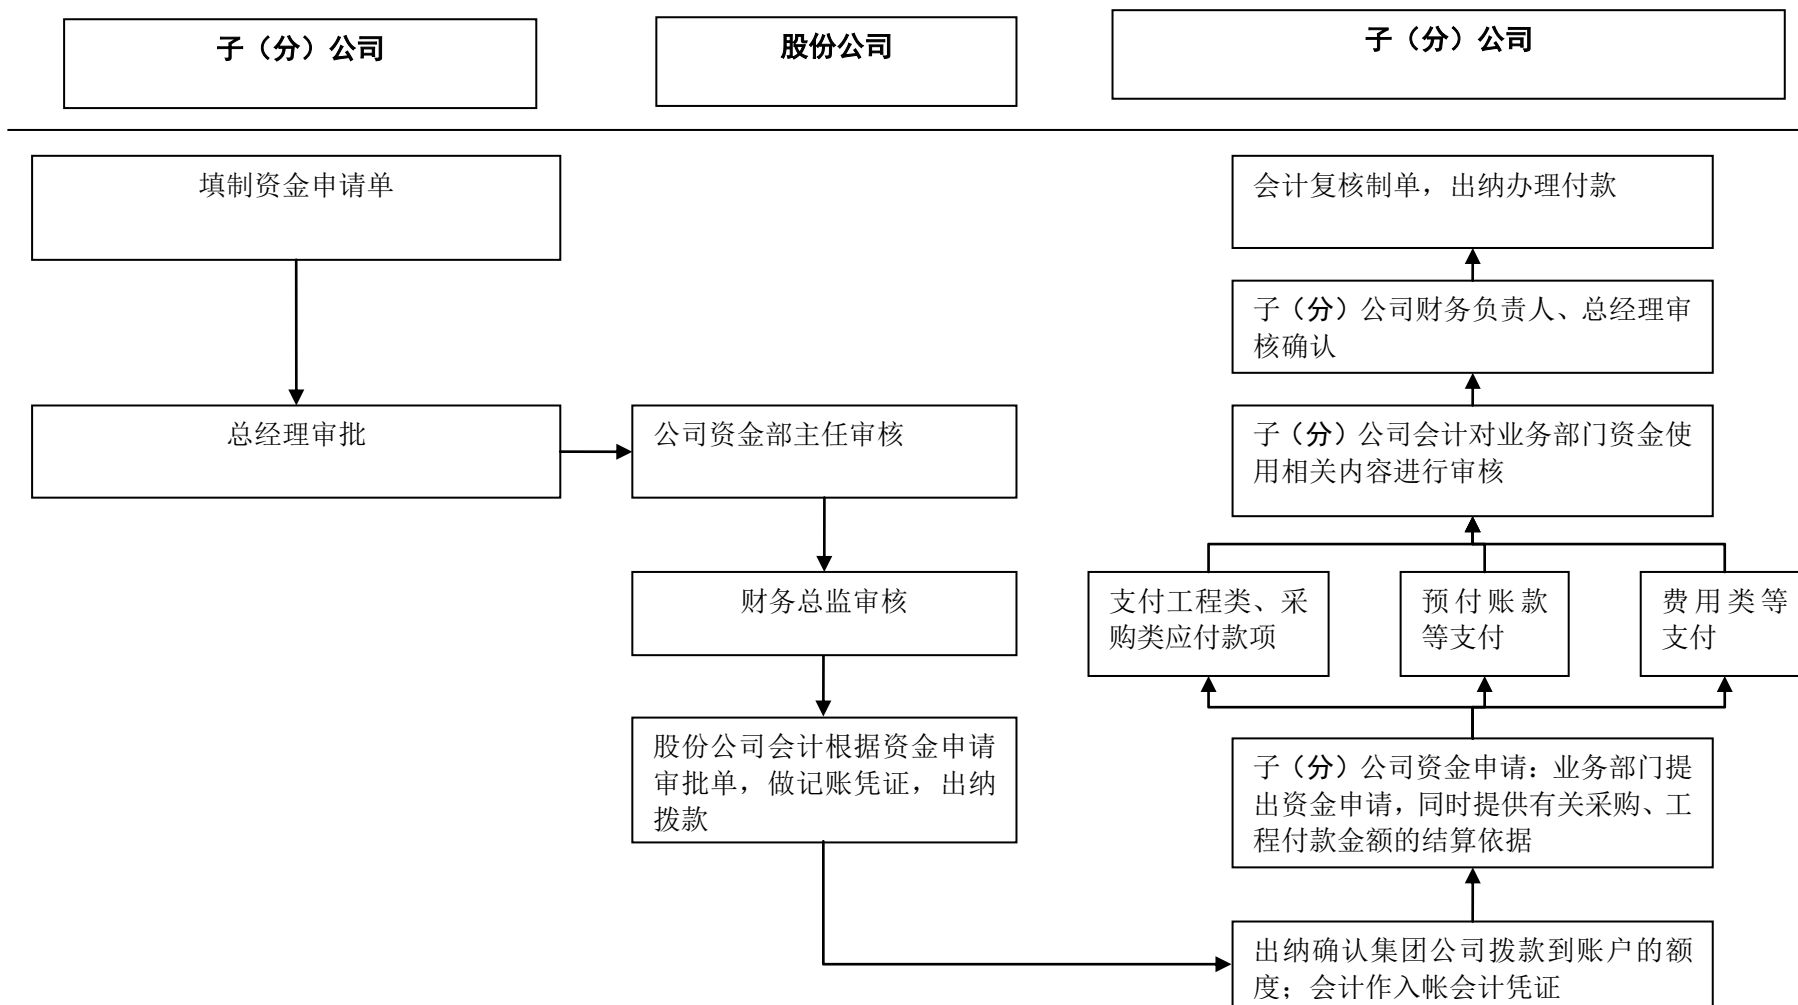 子（分）公司
股份公司
子（分）公司
填制资金申请单
总经理审批
公司资金部主任审核
财务总监审核
股份公司会计根据资金申请
审批单，做记账凭证，出纳
拨款
会计复核制单，出纳办理付款
子（分）公司财务负责人、总经理审
核确认
子（分）公司会计对业务部门资金使
用相关内容进行审核
支付工程类、采
购类应付款项
预付账款
等支付
费用类等
支付
子（分）公司资金申请：业务部门提
出资金申请，同时提供有关采购、工
程付款金额的结算依据
出纳确认集团公司拨款到账户的额
度；会计作入帐会计凭证